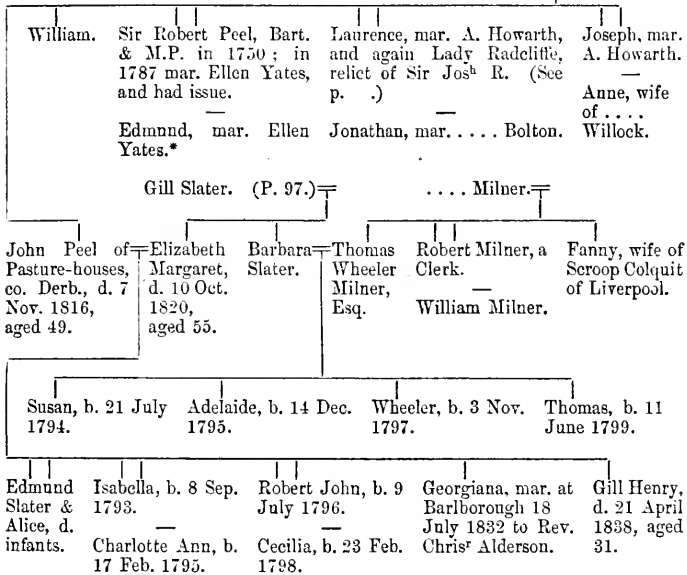 William.
Sir Robert Peel, Bart.
& M.P. in 1750 ; in
1787 mar. Ellen Yates,
and had issue.
—
Edmund, mar. Ellen
Yates.*
Laurence, mar. A. Howarth,
and again Lady Radcliffe,
relict of Sir Josʰ R. (See
p. .)
—
Jonathan, mar. . . . . . Bolton.
Joseph, mar.
A. Howarth.
—
Anne, wife
of . . . .
Willock.
Gill Slater. (P. 97.)
. . . . Milner.
John Peel of
Pasture-houses,
co. Derb., d. 7
Nov. 1816,
aged 49.
Elizabeth
Margaret,
d. 10 Oct.
1820,
aged 55.
Barbara
Slater.
Thomas
Wheeler
Milner,
Esq.
Robert Milner, a
Clerk.
—
William Milner.
Fanny, wife of
Scroop Colquit
of Liverpool.
Susan, b. 21 July
1794.
Adelaide, b. 14 Dec.
1795.
Wheeler, b. 3 Nov.
1797.
Thomas, b. 11
June 1799.
Edmund
Slater &
Alice, d.
infants.
Isabella, b. 8 Sep.
1793.
—
Charlotte Ann, b.
17 Feb. 1795.
Robert John, b. 9
July 1796.
—
Cecilia, b. 23 Feb.
1798.
Georgiana, mar. at
Barlborough 18
July 1832 to Rev.
Chrisʳ Alderson.
Gill Henry,
d. 21 April
1838, aged
31.